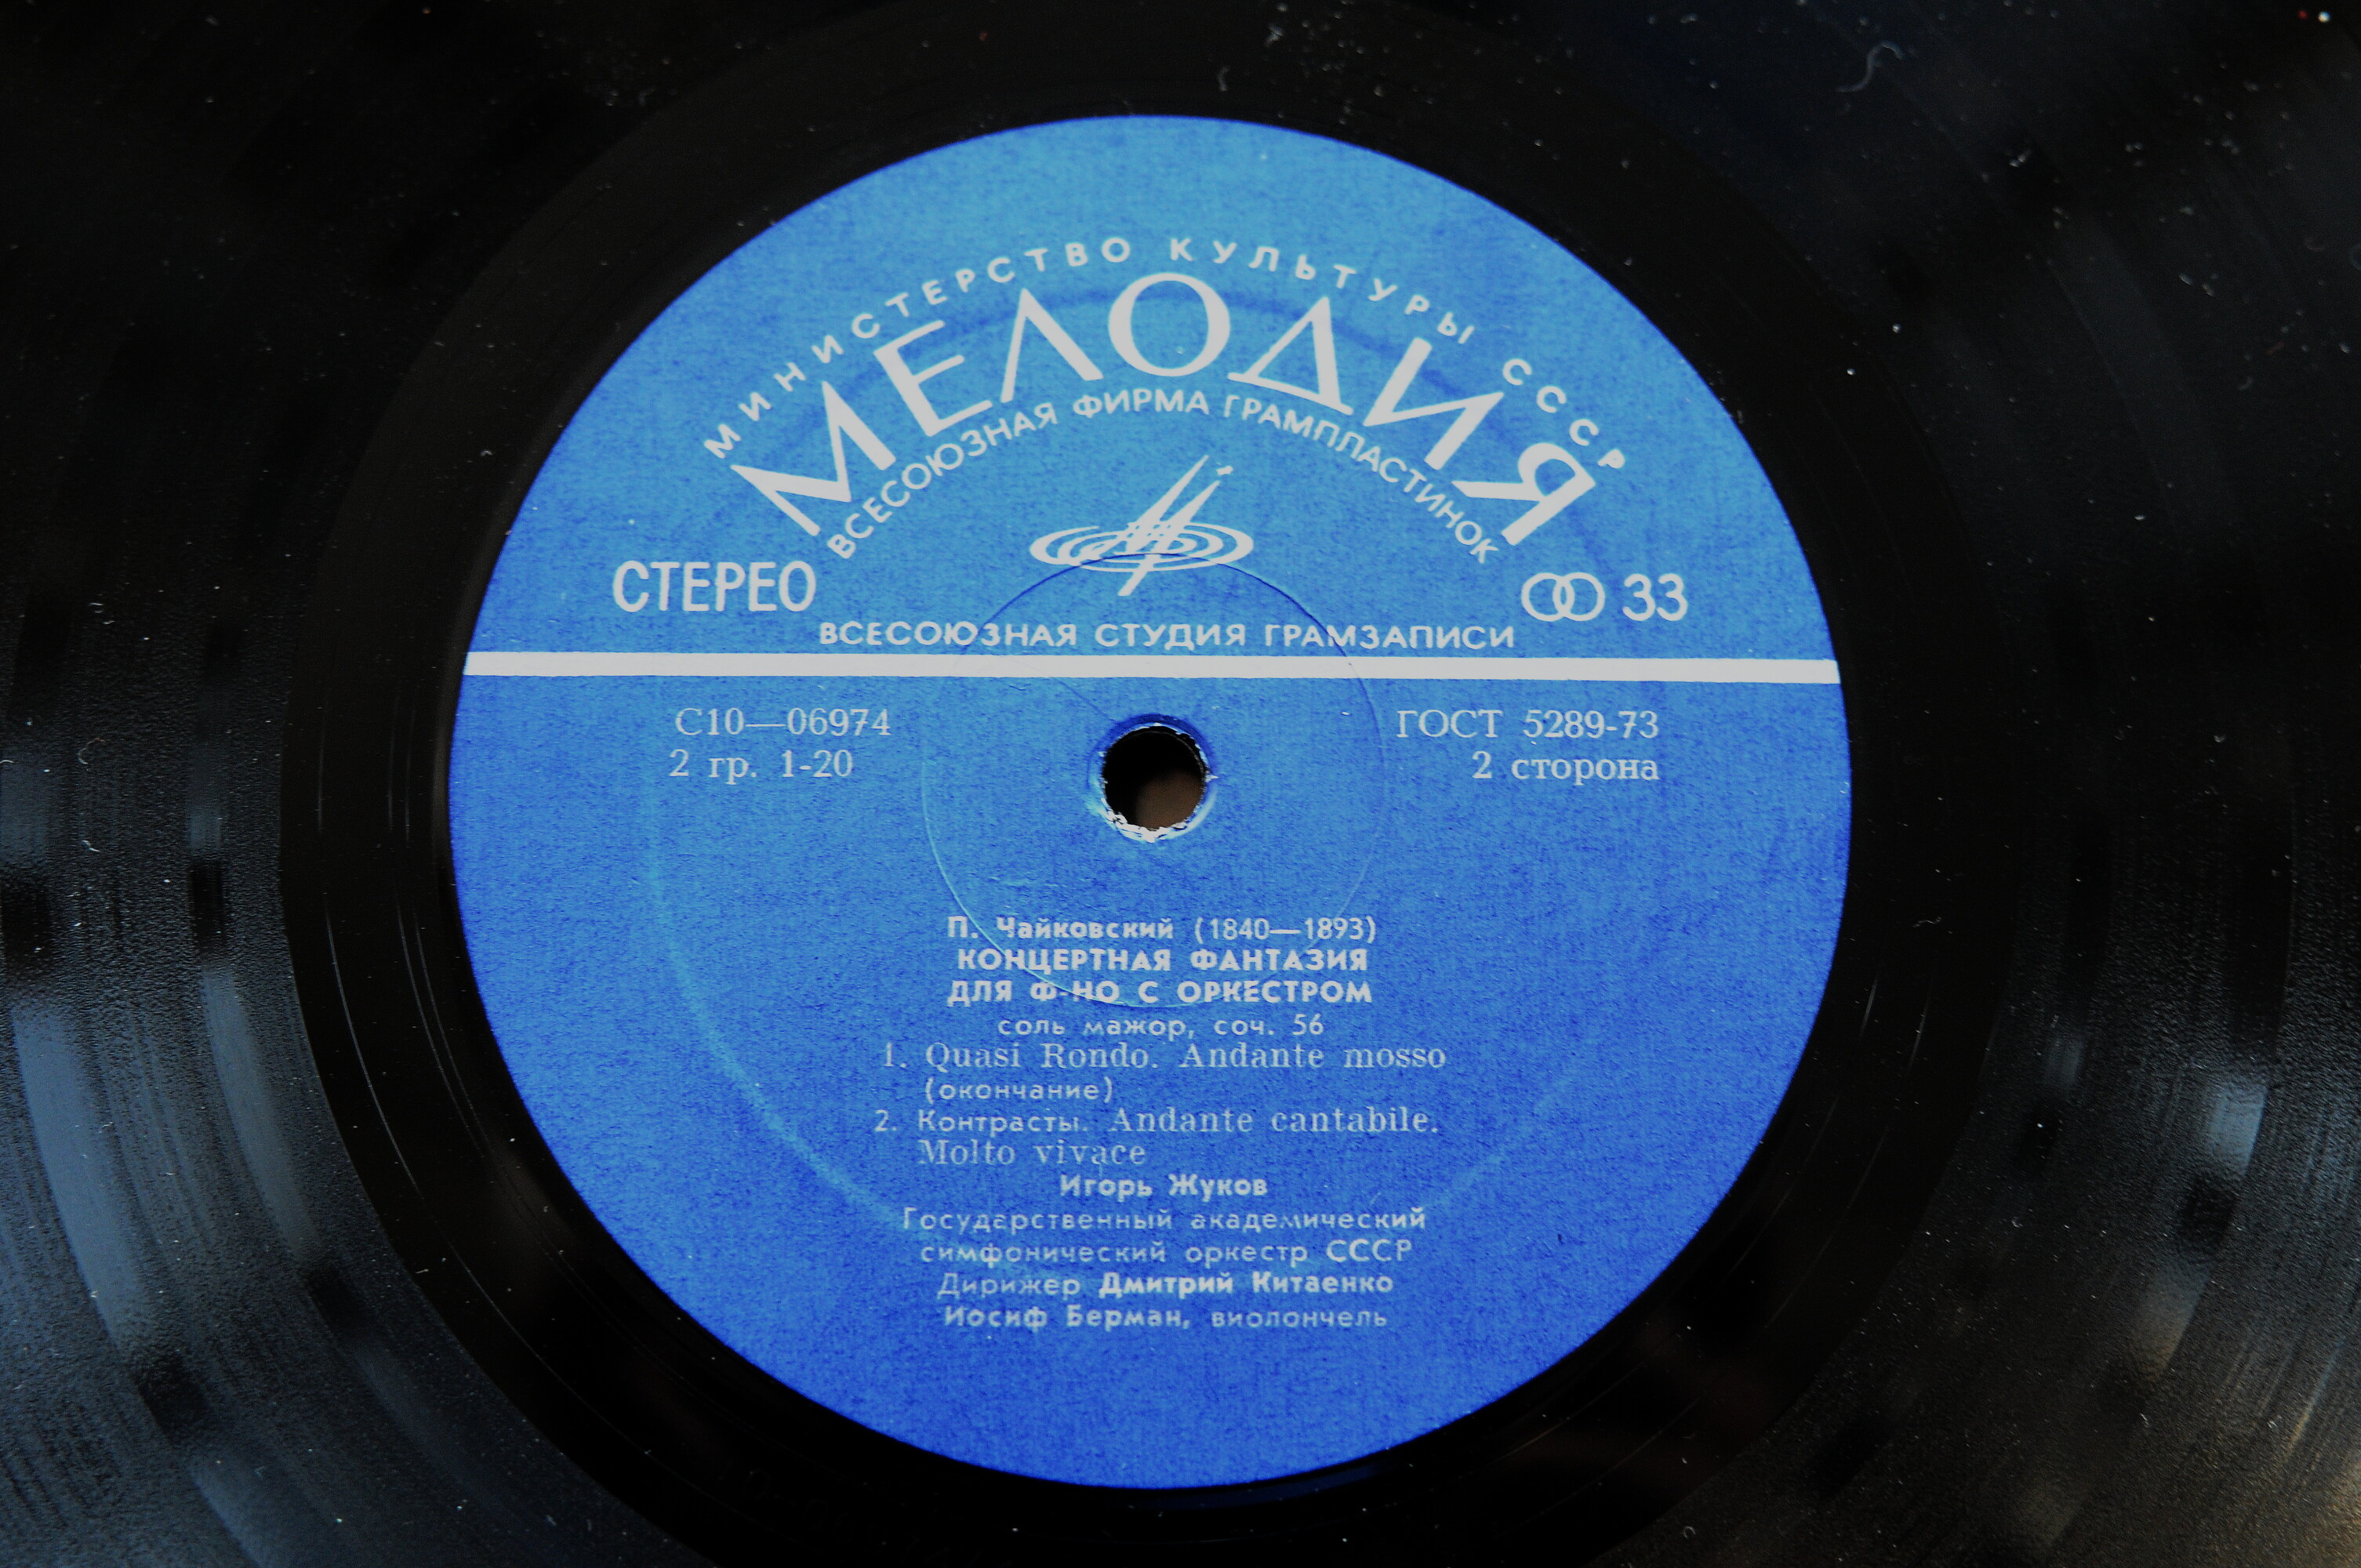 МИНИСТЕРСТВО КУЛЬТУРЫ СССР
МЕЛОДИЯ
ВСЕСОЮЗНАЯ ФИРМА ГРАМПЛАСТИНОК
СТЕРЕО
33
ВСЕСОЮЗНАЯ СТУДИЯ ГРАМЗАПИСИ
С10—06974
ГОСТ 5289-73
2 гр. 1-20
2 сторона
П. Чайковский (1840—1893)
КОНЦЕРТНАЯ ФАНТАЗИЯ
ДЛЯ Ф-НО С ОРКЕСТРОМ
соль мажор, соч. 56
1. Quasi Rondo. Andante mosso
(окончание)
2. Контрасты. Andante cantabile.
Molto vivace
Игорь Жуков
Государственный академический
симфонический оркестр СССР
Дирижер Дмитрий Китаенко
Иосиф Берман, виолончель